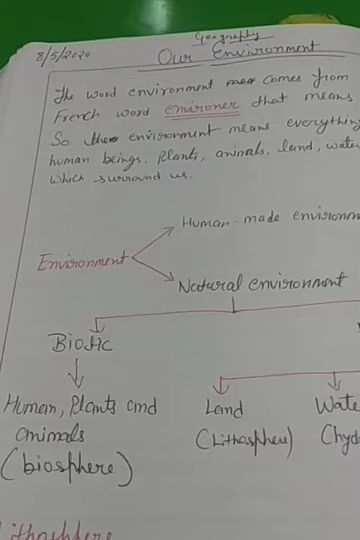 Geography
8/5/2020
Our Environment
The word environment comes from
French word environer that means
So the environment means everything
human beings, plants, animals, land, water
which surround us.
Human-made environm
Environment
Natural environment
Biotic
Human, Plants and
animals
(biosphere)
Land
(Lithosphere)
Wate
(hyd
Lithosphere